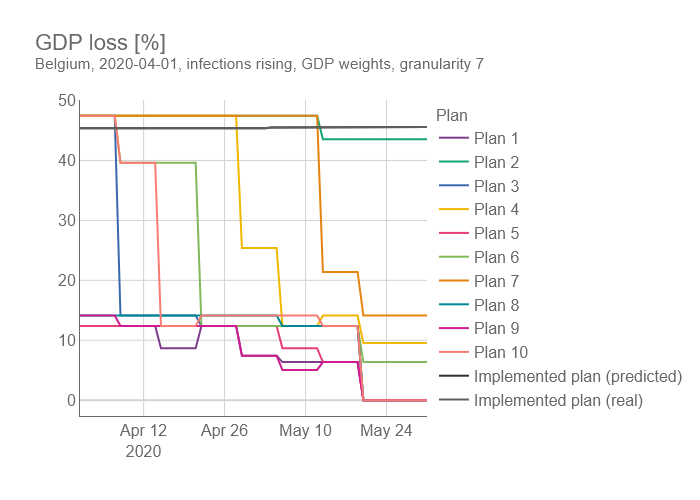 GDP loss [%]
Belgium, 2020-04-01, infections rising, GDP weights, granularity 7
50
40
30
20
10
0
Apr 12
2020
Apr 26
May 10
May 24
Plan
Plan 1
Plan 2
Plan 3
Plan 4
Plan 5
Plan 6
Plan 7
Plan 8
Plan 9
Plan 10
Implemented plan (predicted)
Implemented plan (real)